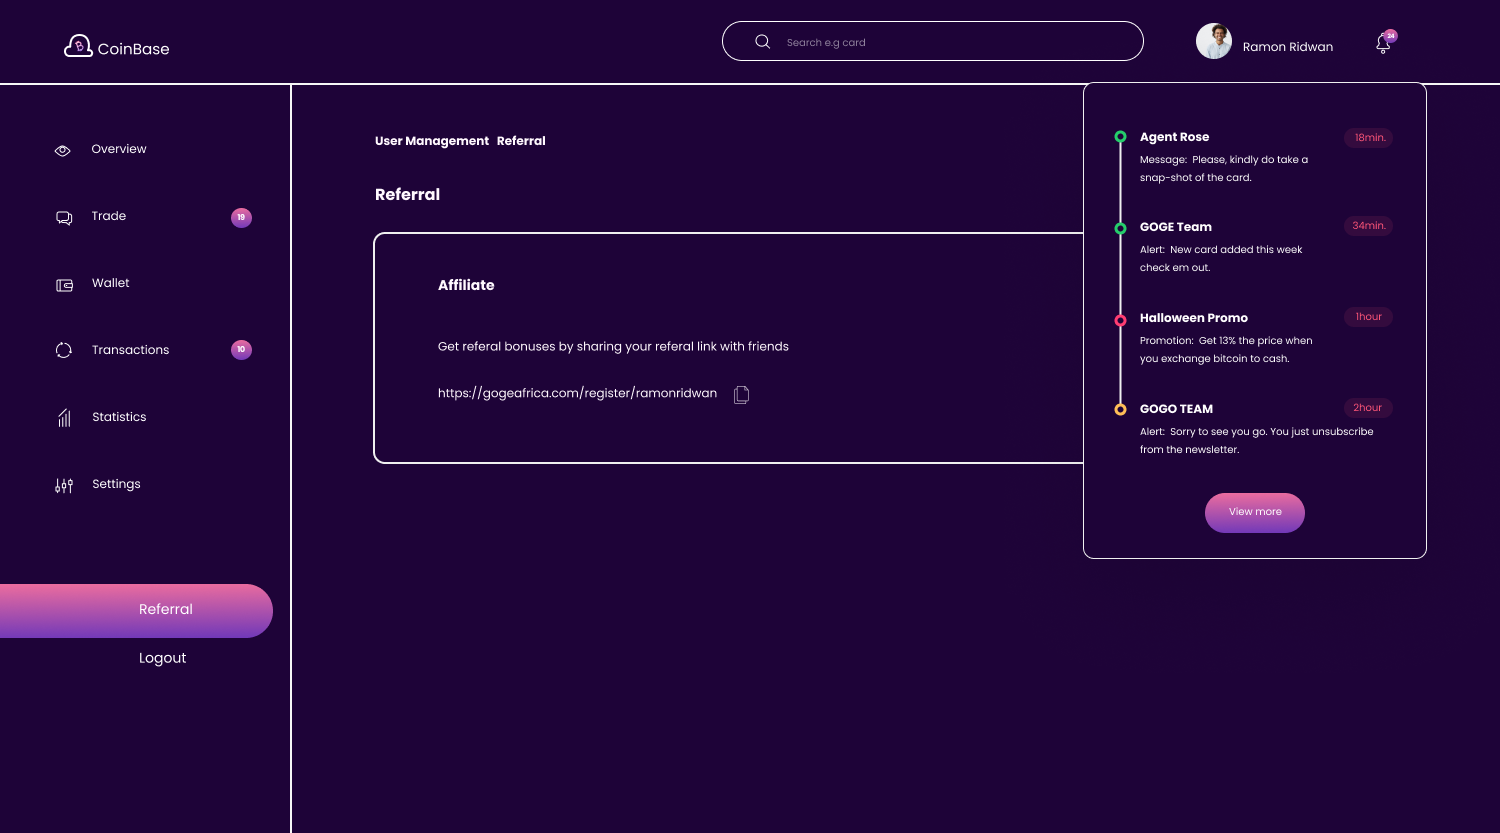 CoinBase
Search e.g card
Ramon Ridwan
24
Overview
Trade
19
Wallet
Transactions
10
Statistics
Settings
Referral
Logout
User Management Referral
Referral
Affiliate
Get referal bonuses by sharing your referal link with friends
https://gogeafrica.com/register/ramonridwan
Agent Rose
18min.
Message: Please, kindly do take a
snap-shot of the card.
GOGE Team
34min.
Alert: New card added this week
check em out.
Halloween Promo
1hour
Promotion: Get 13% the price when
you exchange bitcoin to cash.
GOGO TEAM
2hour
Alert: Sorry to see you go. You just unsubscribe
from the newsletter.
View more